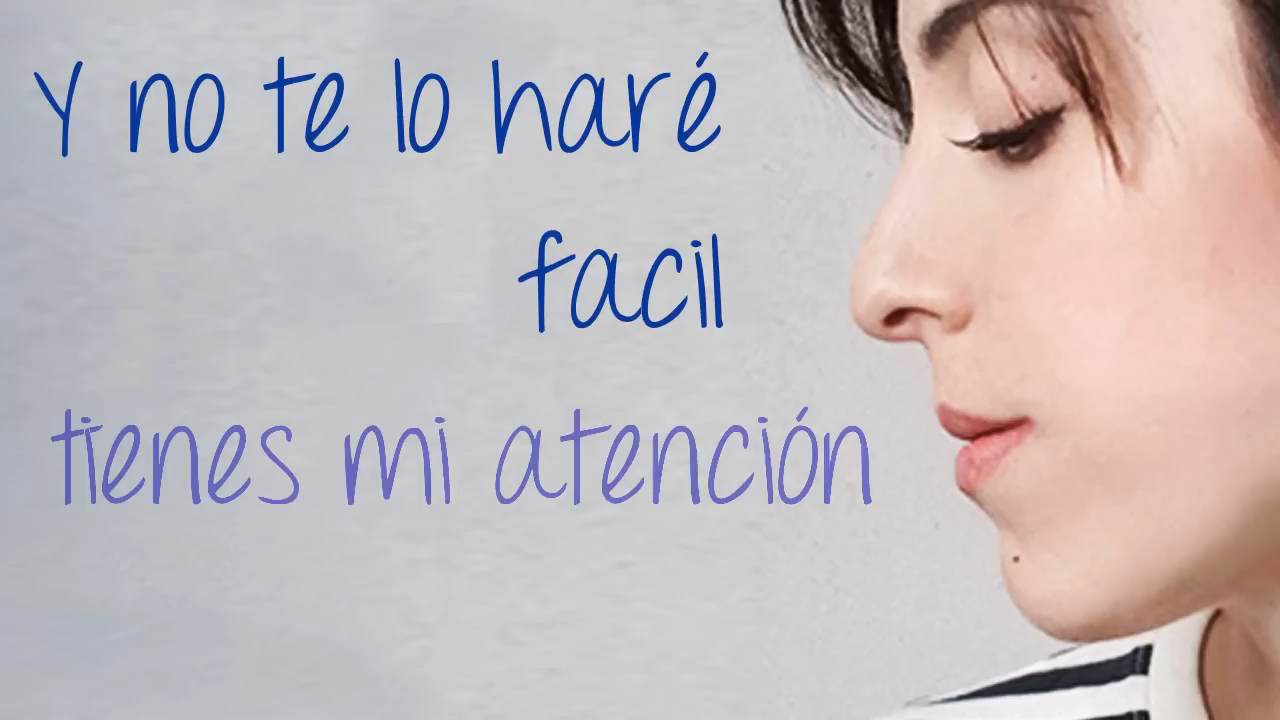 Y no te lo haré
facil
tienes mi atención